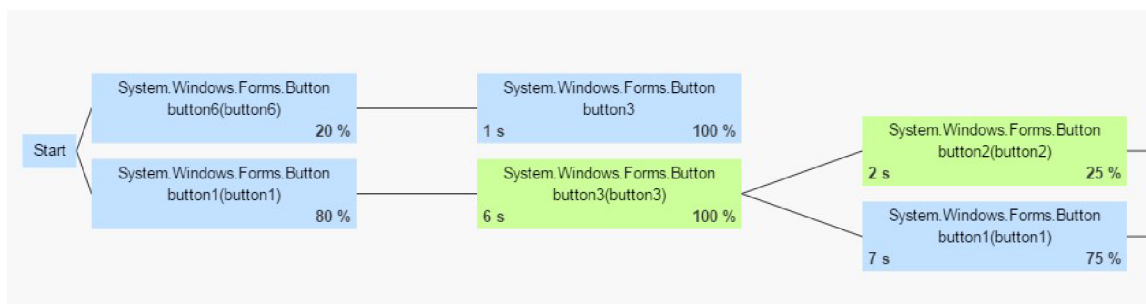 Start
System.Windows.Forms.Button
button6(button6)
20 %
System.Windows.Forms.Button
button1(button1)
80 %
System.Windows.Forms.Button
button3
1 s 100 %
System.Windows.Forms.Button
button3(button3)
6 s 100 %
System.Windows.Forms.Button
button2(button2)
2 s 25 %
System.Windows.Forms.Button
button1(button1)
7 s 75 %